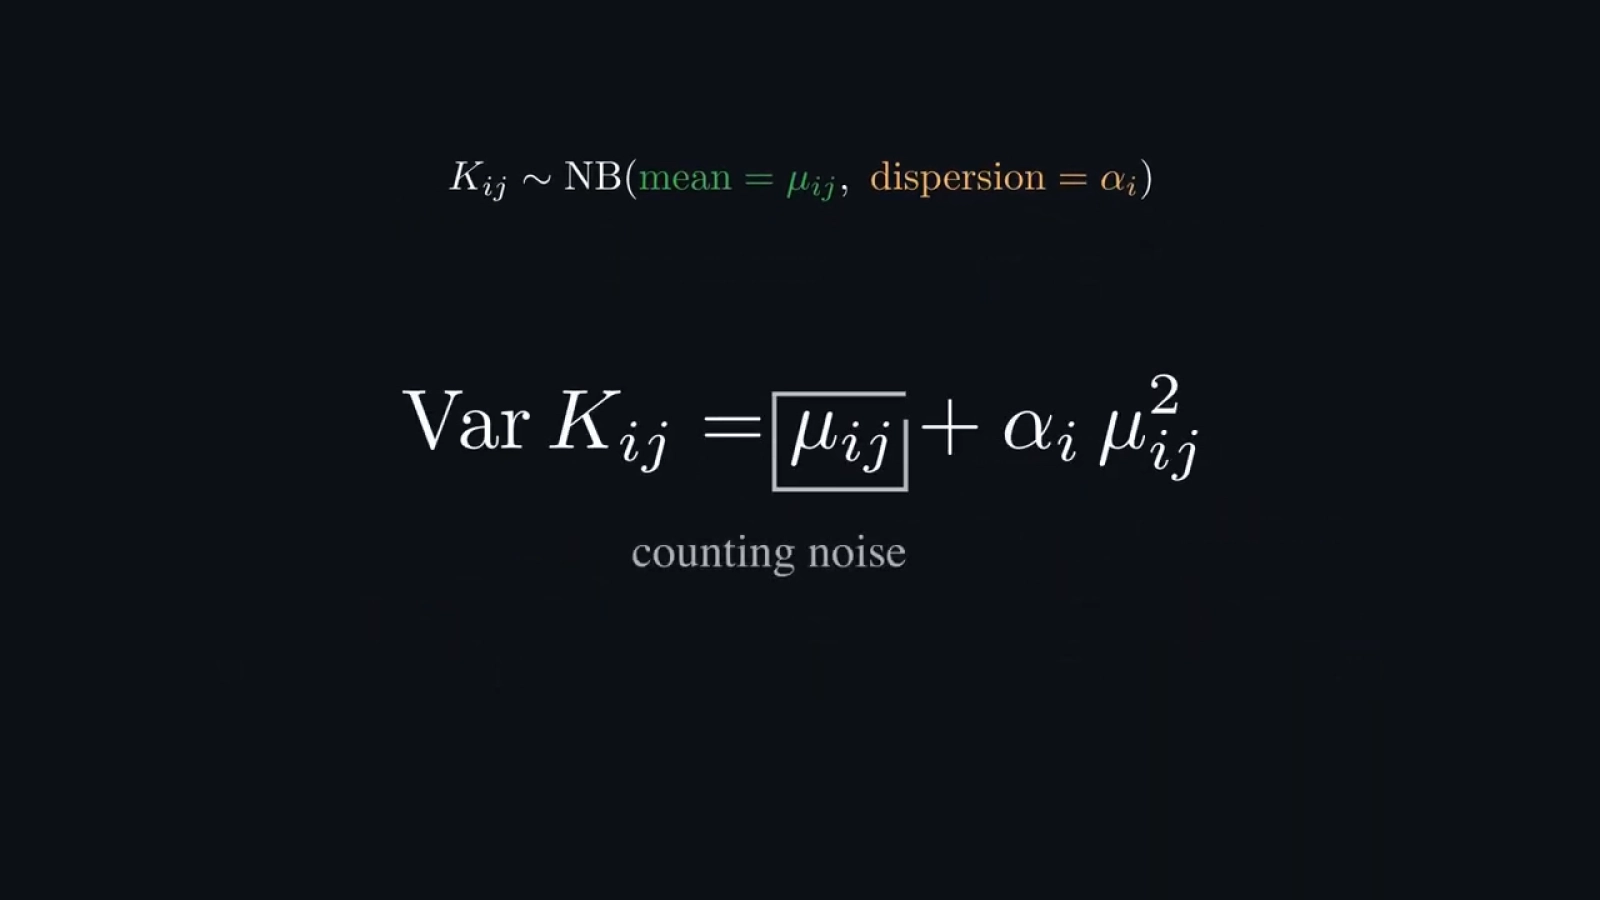 K_{ij} ∼ NB(mean = μ_{ij}, dispersion = α_i)
Var K_{ij} = μ_{ij} + α_i μ_{ij}^2
counting noise